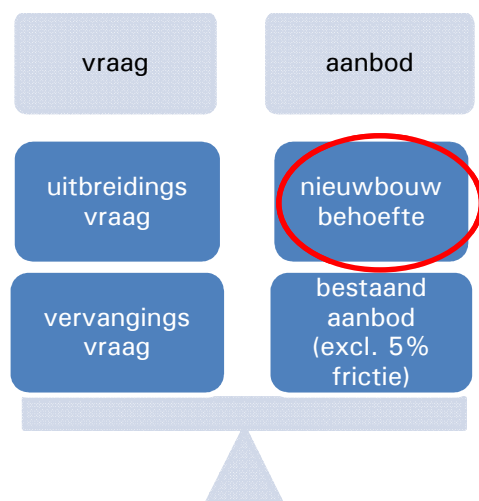 vraag
aanbod
uitbreidings
vraag
nieuwbouw
behoefte
vervangings
vraag
bestaand
aanbod
(excl. 5%
frictie)